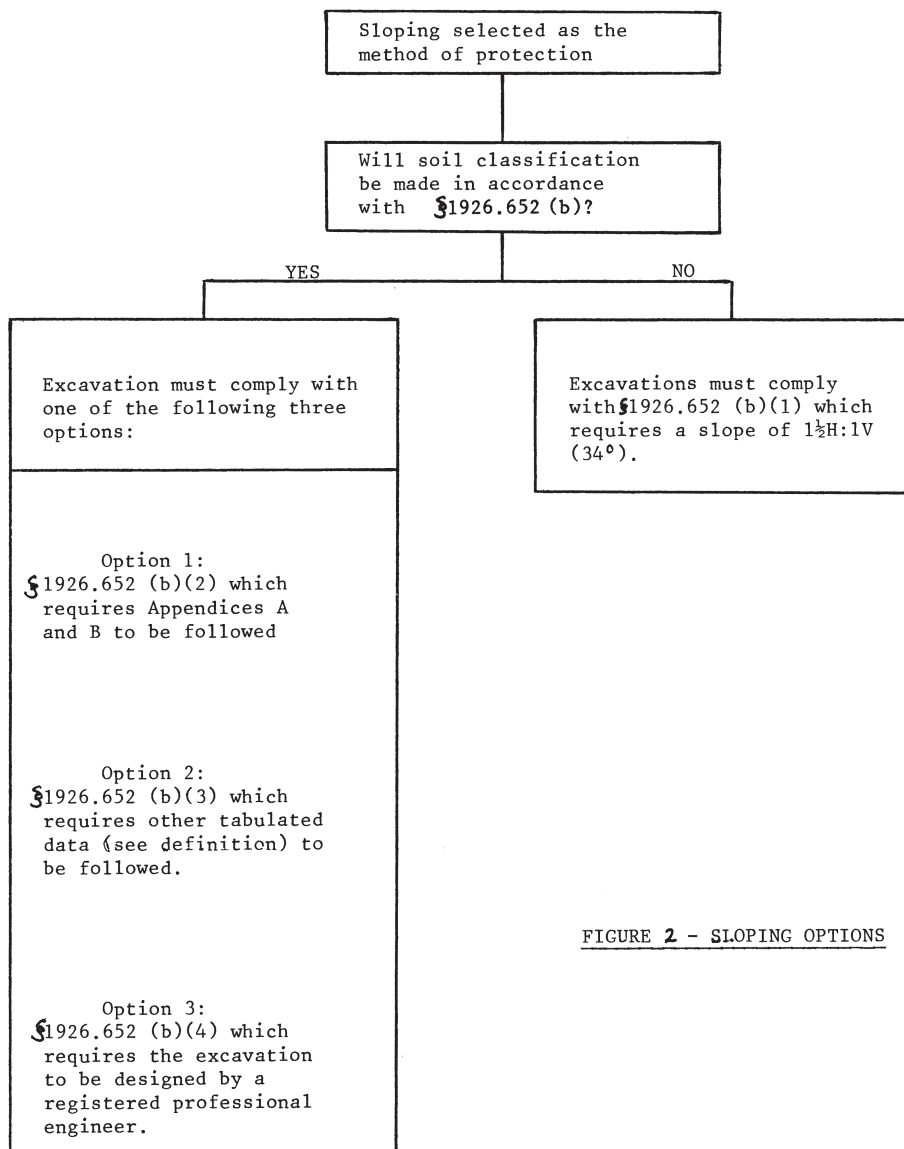 Sloping selected as the
method of protection
Will soil classification
be made in accordance
with §1926.652 (b)?
YES
NO
Excavation must comply with
one of the following three
options:
Excavations must comply
with §1926.652 (b)(1) which
requires a slope of 1½H:1V
(34°).
Option 1:
§1926.652 (b)(2) which
requires Appendices A
and B to be followed
Option 2:
§1926.652 (b)(3) which
requires other tabulated
data (see definition) to
be followed.
Option 3:
§1926.652 (b)(4) which
requires the excavation
to be designed by a
registered professional
engineer.
FIGURE 2 - SLOPING OPTIONS